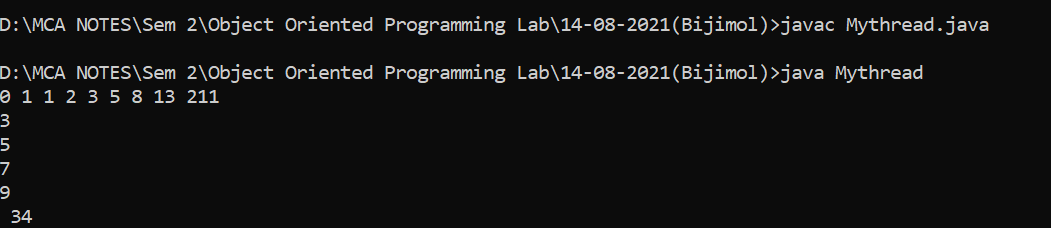 D:\MCA NOTES\Sem 2\Object Oriented Programming Lab\14-08-2021(Bijimol)>javac Mythread.java
D:\MCA NOTES\Sem 2\Object Oriented Programming Lab\14-08-2021(Bijimol)>java Mythread
0 1 1 2 3 5 8 13 211
3
5
7
9
 34